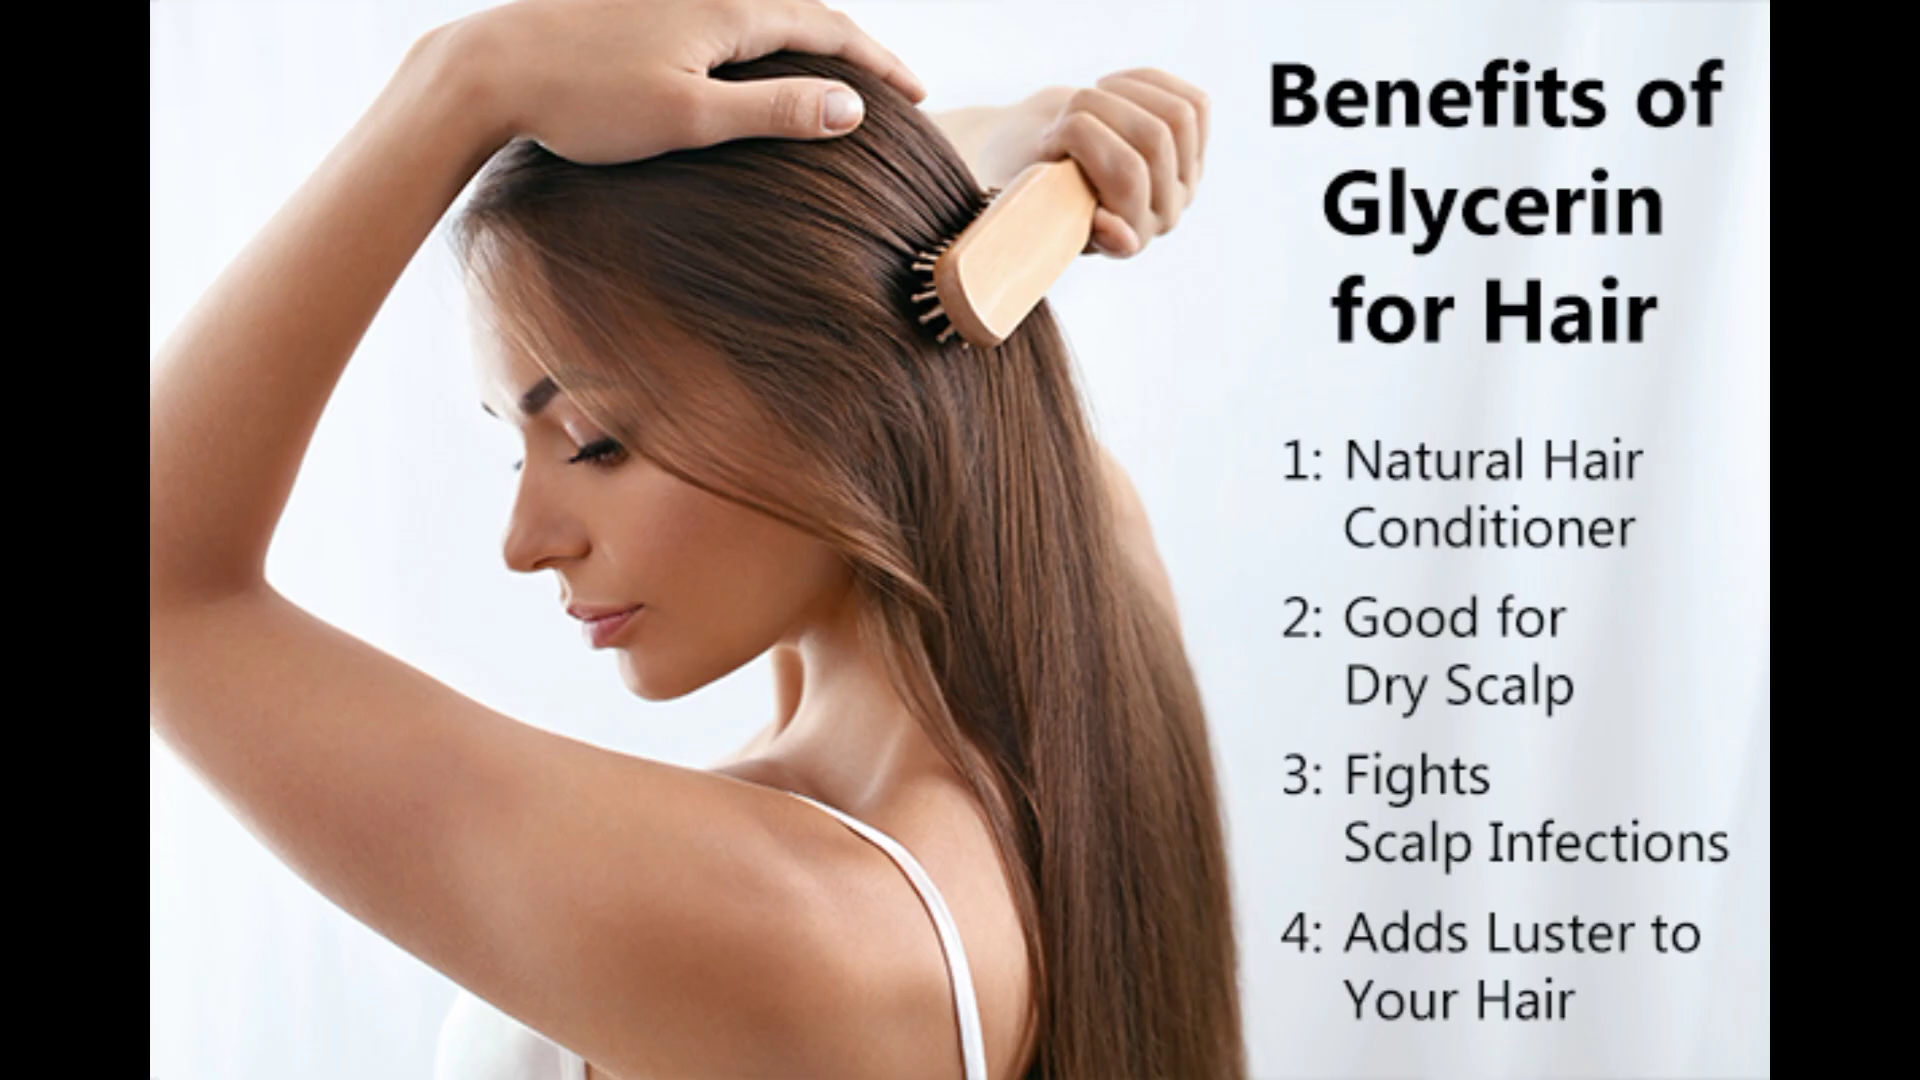 Benefits of
Glycerin
for Hair
1: Natural Hair
Conditioner
2: Good for
Dry Scalp
3: Fights
Scalp Infections
4: Adds Luster to
Your Hair